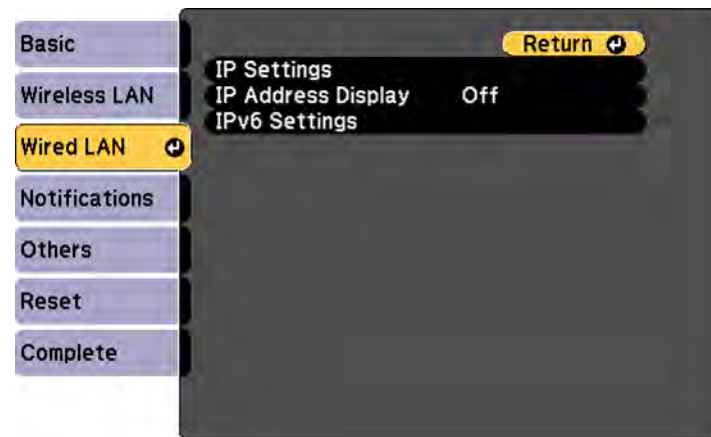 Basic
Wireless LAN
Wired LAN
Notifications
Others
Reset
Complete
Return
IP Settings
IP Address Display Off
IPv6 Settings